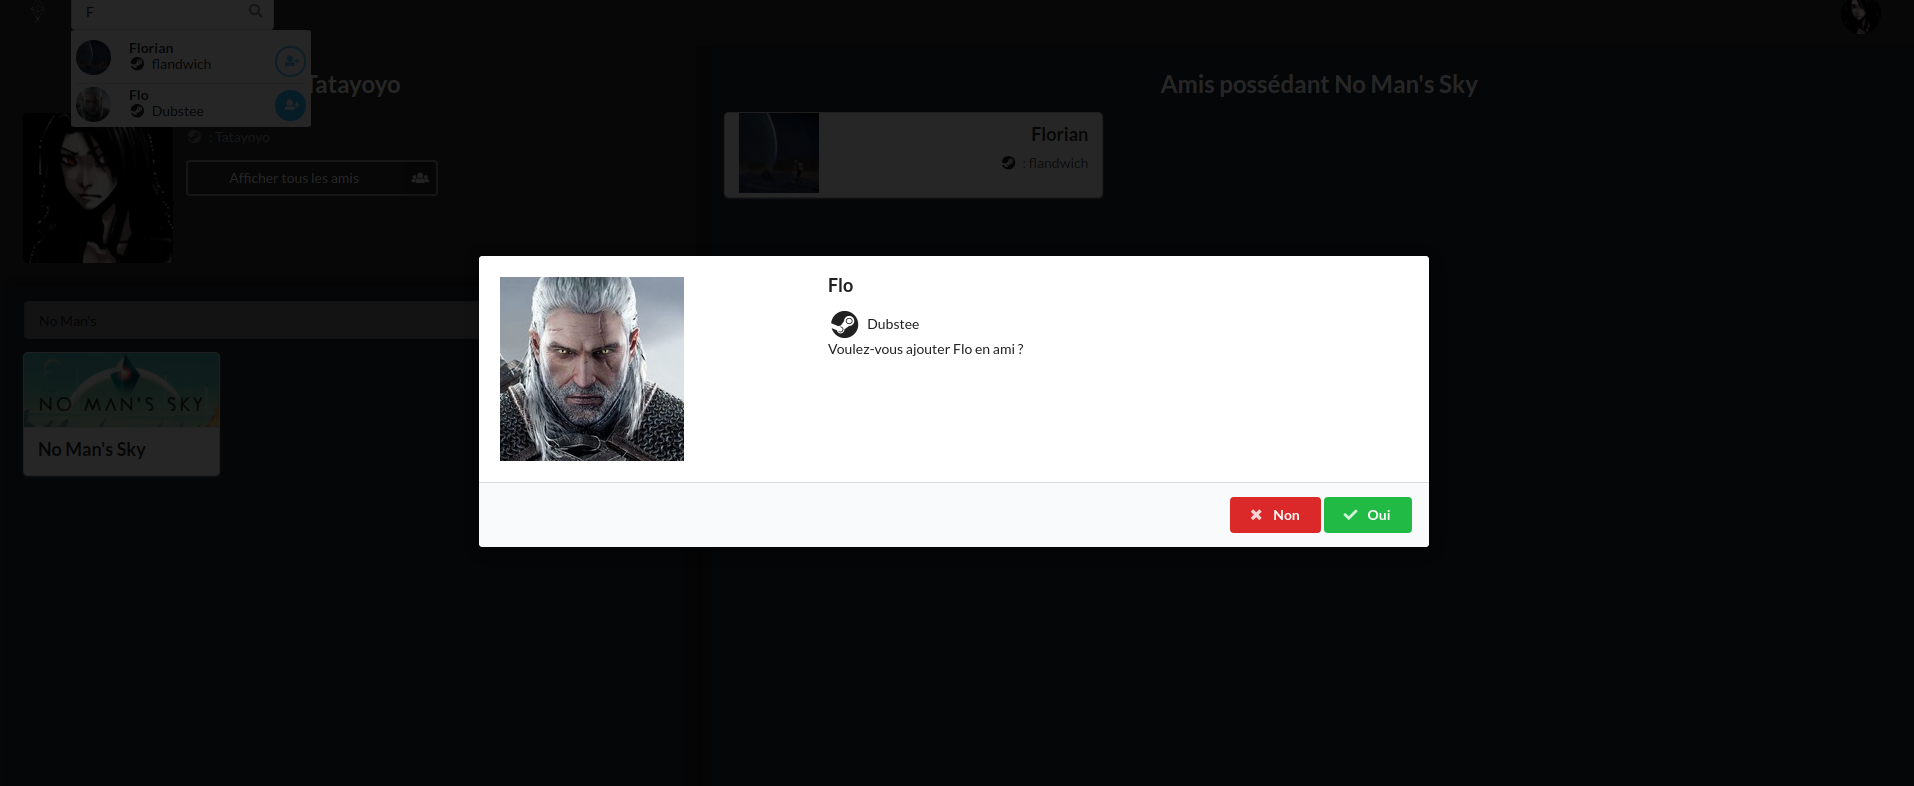 F
Florian
flandwich
Flo
Dubstee
Tatayoyo
: Tatayoyo
Afficher tous les amis
No Man's
NO MAN'S SKY
No Man's Sky
Amis possédant No Man's Sky
Florian
: flandwich
Flo
Dubstee
Voulez-vous ajouter Flo en ami ?
Non
Oui